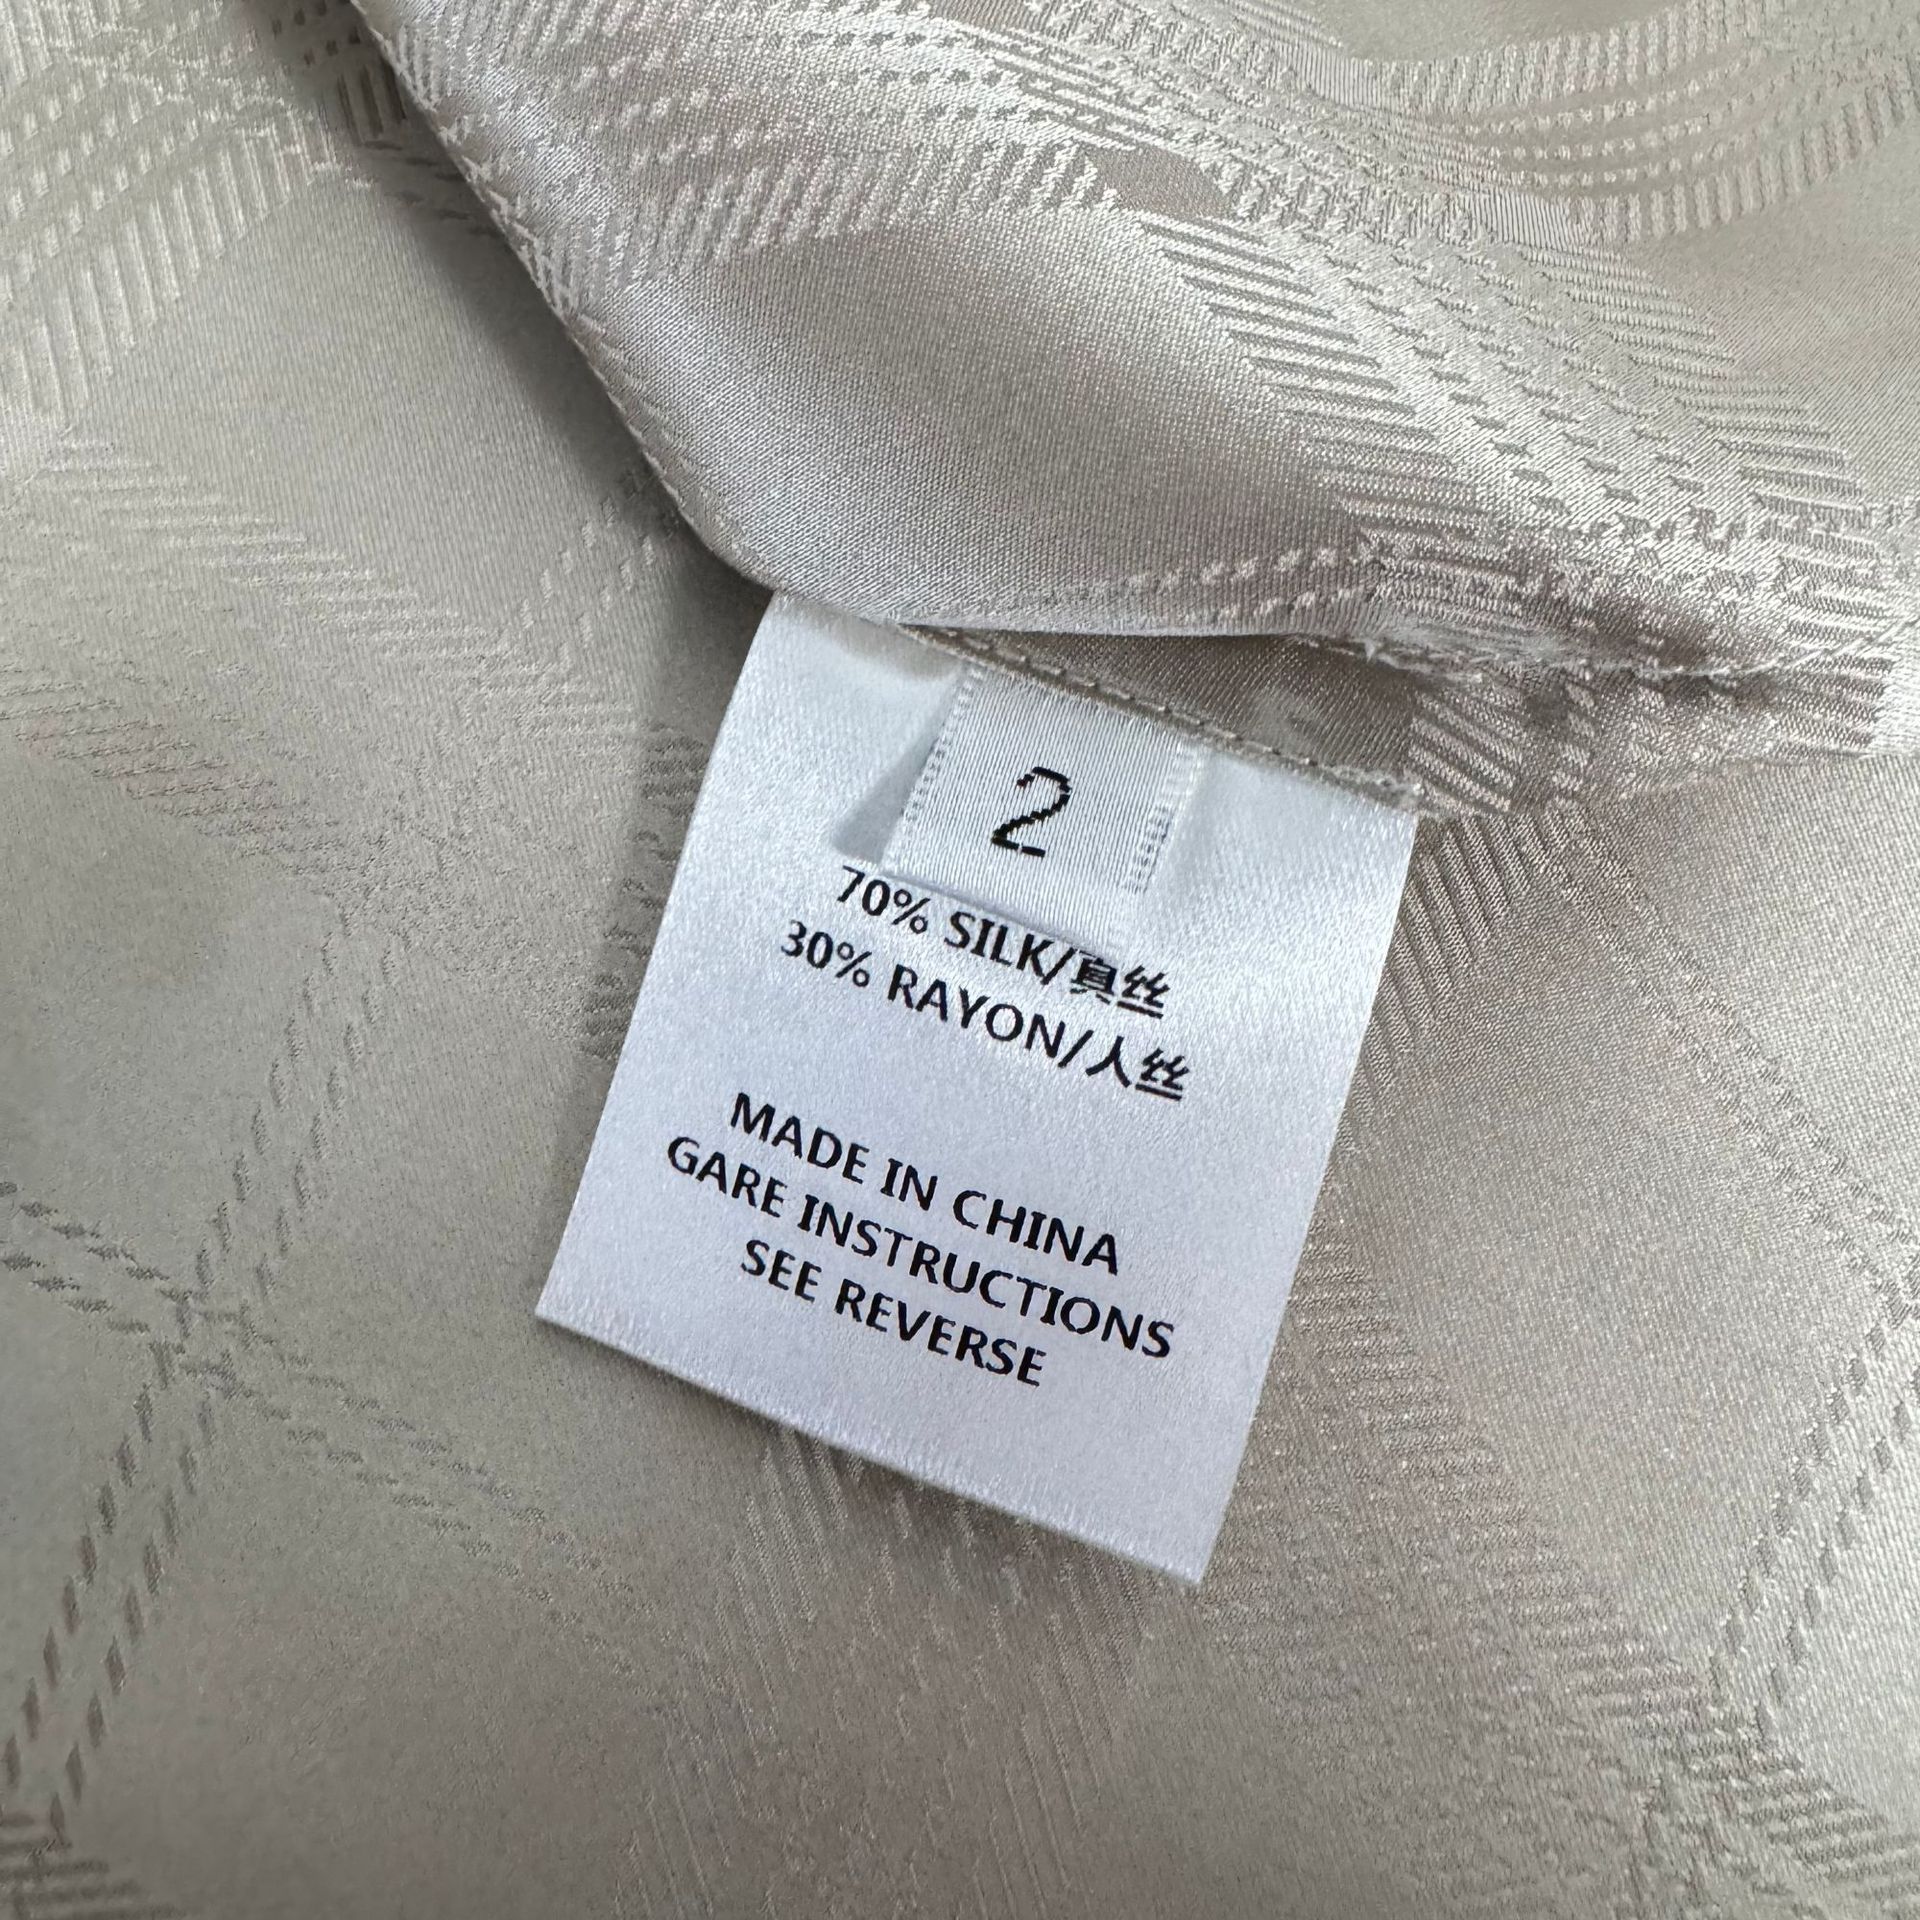 2
70% SILK/真丝
30% RAYON/人丝
MADE IN CHINA
GARE INSTRUCTIONS
SEE REVERSE